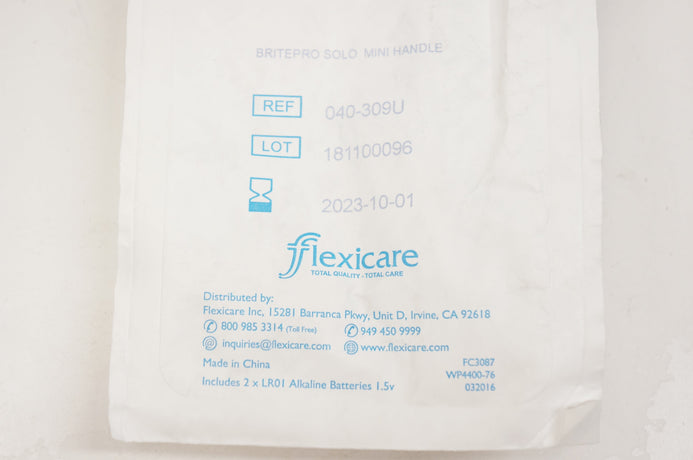 BRITEPRO SOLO MINI HANDLE
REF 040-309U
LOT 181100096
2023-10-01
flexicare
TOTAL QUALITY - TOTAL CARE
Distributed by:
Flexicare Inc, 15281 Barranca Pkwy, Unit D, Irvine, CA 92618
800 985 3314 (Toll Free) 949 450 9999
inquiries@flexicare.com www.flexicare.com
Made in China FC3087
WP4400-76
Includes 2 x LR01 Alkaline Batteries 1.5v 032016